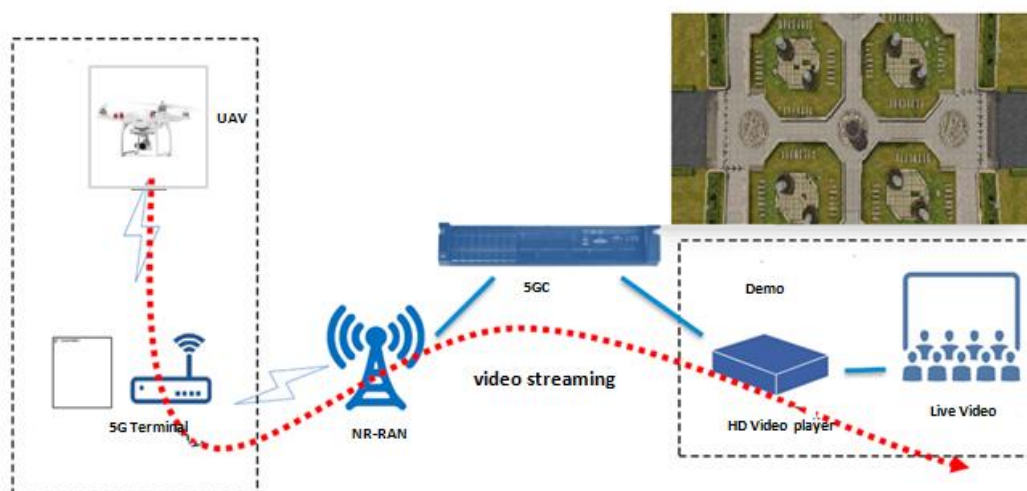 UAV
5GC
Demo
video streaming
5G Terminal
NR-RAN
HD Video player
Live Video